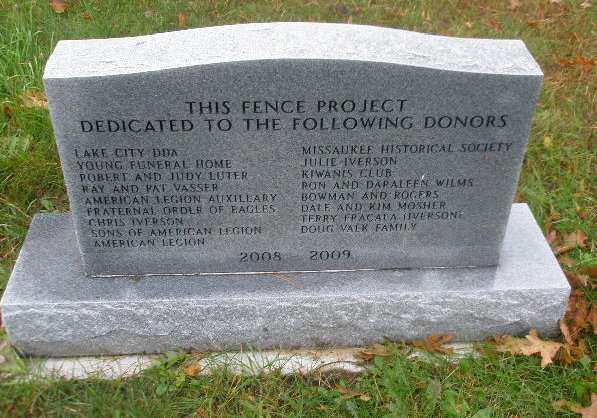 THIS FENCE PROJECT
DEDICATED TO THE FOLLOWING DONORS
LAKE CITY DDA
YOUNG FUNERAL HOME
ROBERT AND JUDY LUTER
RAY AND PAT VASSER
AMERICAN LEGION AUXILLARY
FRATERNAL ORDER OF EAGLES
CHRIS IVERSON
SONS OF AMERICAN LEGION
AMERICAN LEGION
MISSAUKEE HISTORICAL SOCIETY
JULIE IVERSON
KIWANIS CLUB
RON AND DARALEEN WILMS
BOWMAN AND ROGERS
DALE AND KIM MOSHER
TERRY FRACALA (IVERSON)
DOUG VALK FAMILY
2008 2009